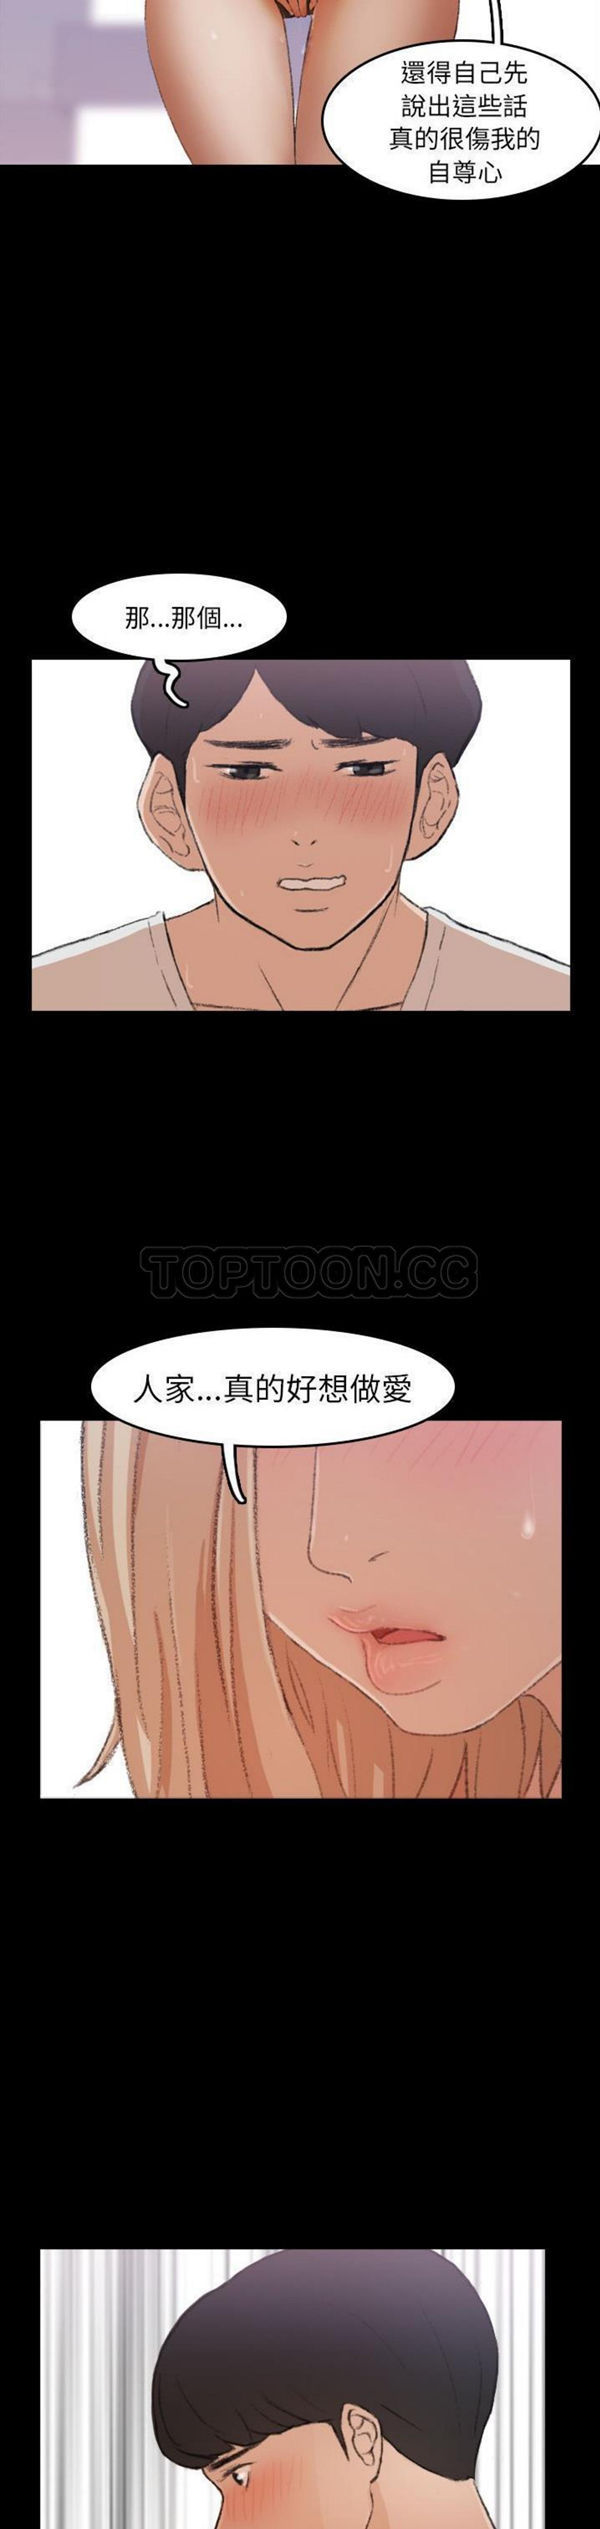 還得自己先
說出這些話
真的很傷我的
自尊心
那...那個...
TOPTOON.CC
人家...真的好想做愛